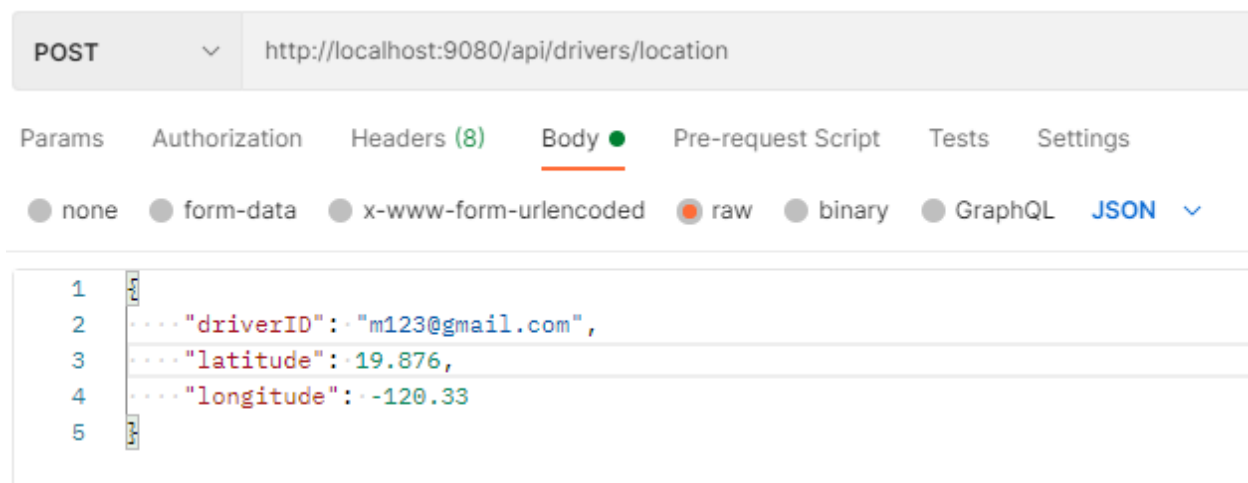 POST http://localhost:9080/api/drivers/location
Params Authorization Headers (8) Body Pre-request Script Tests Settings
none form-data x-www-form-urlencoded raw binary GraphQL JSON
1 {
2 "driverID": "m123@gmail.com",
3 "latitude": 19.876,
4 "longitude": -120.33
5 }